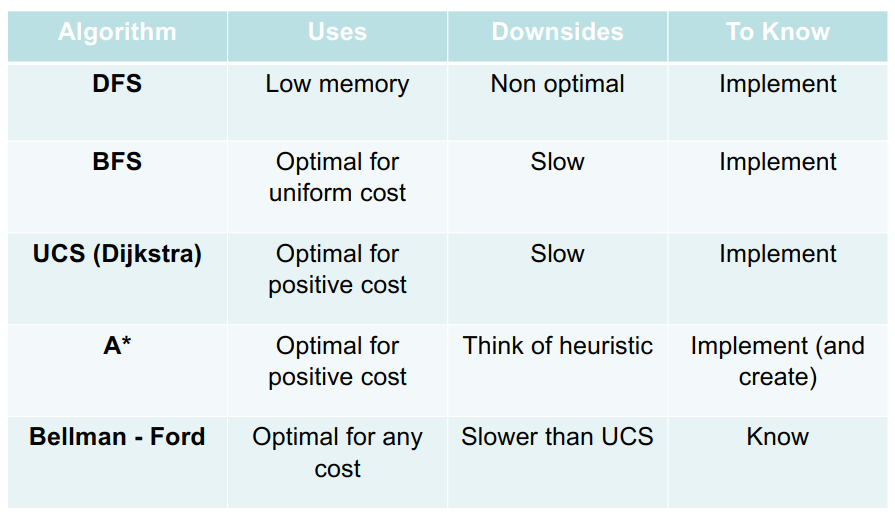 Algorithm Uses Downsides To Know
DFS Low memory Non optimal Implement
BFS Optimal for uniform cost Slow Implement
UCS (Dijkstra) Optimal for positive cost Slow Implement
A* Optimal for positive cost Think of heuristic Implement (and create)
Bellman - Ford Optimal for any cost Slower than UCS Know